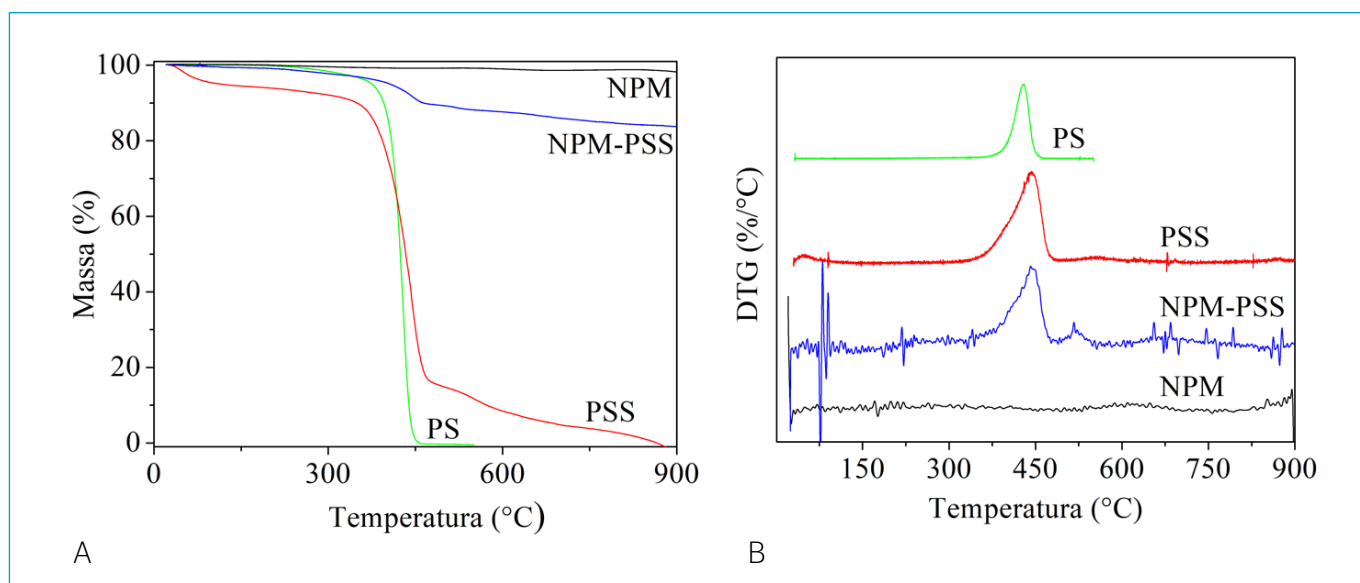 100
80
60
40
20
0
Massa (%)
NPM
NPM-PSS
PS
PSS
0
300
600
900
Temperatura (°C)
A
DTG (%/°C)
PS
PSS
NPM-PSS
NPM
150
300
450
600
750
900
Temperatura (°C)
B